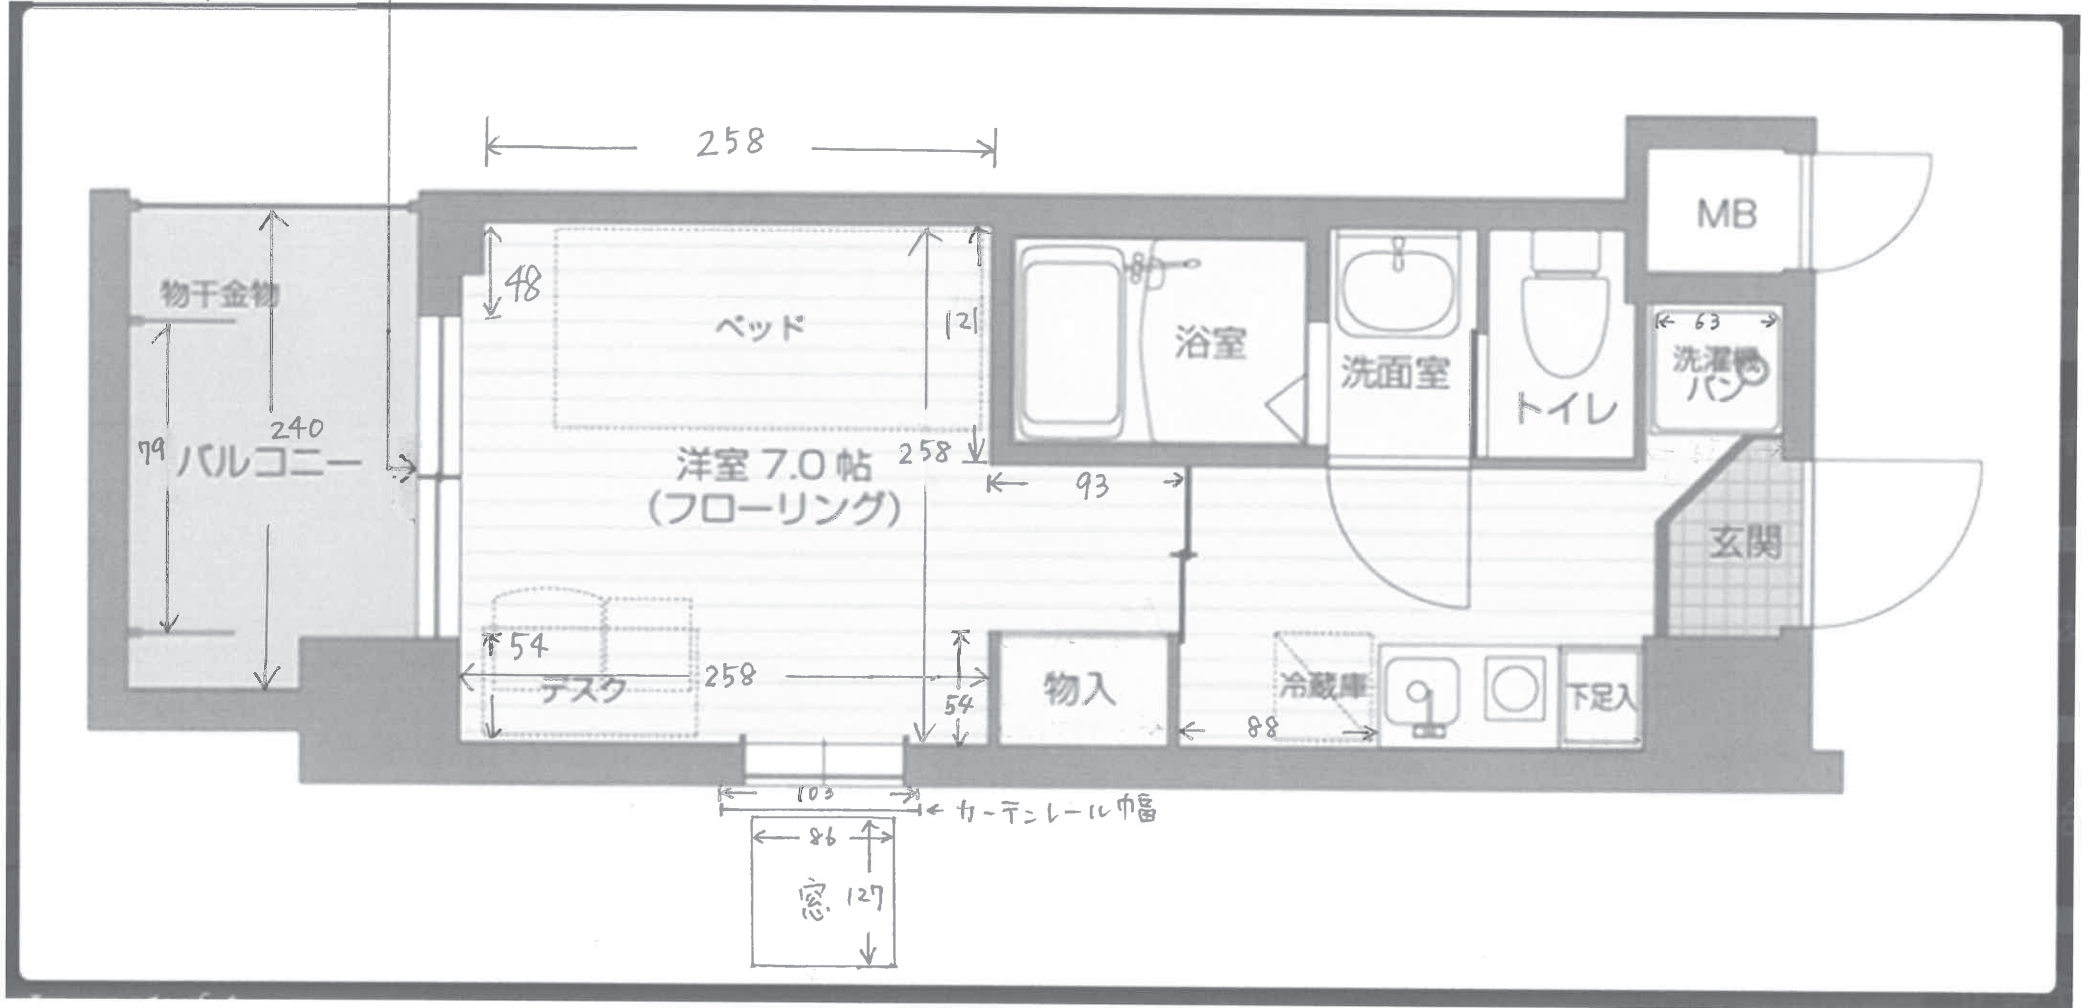 258
MB
物干金物
48
ベッド
121
浴室
洗面室
トイレ
63
洗濯機
パン
79
240
バルコニー
洋室 7.0 帖
(フローリング)
258
93
玄関
54
258
デスク
54
物入
冷蔵庫
88
下足入
103
←カーテンレール幅
86
窓
127